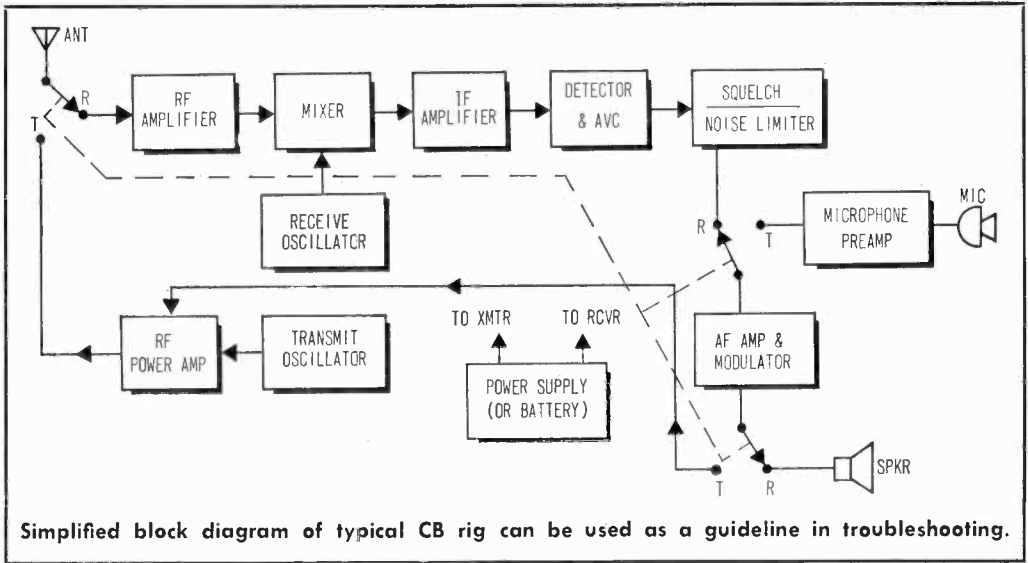 ANT
R
T
RF
AMPLIFIER
MIXER
IF
AMPLIFIER
DETECTOR
& AVC
SQUELCH
NOISE LIMITER
RECEIVE
OSCILLATOR
R
T
MICROPHONE
PREAMP
MIC
RF
POWER AMP
TRANSMIT
OSCILLATOR
TO XMTR
TO RCVR
POWER SUPPLY
(OR BATTERY)
AF AMP &
MODULATOR
T
R
SPKR
Simplified block diagram of typical CB rig can be used as a guideline in troubleshooting.